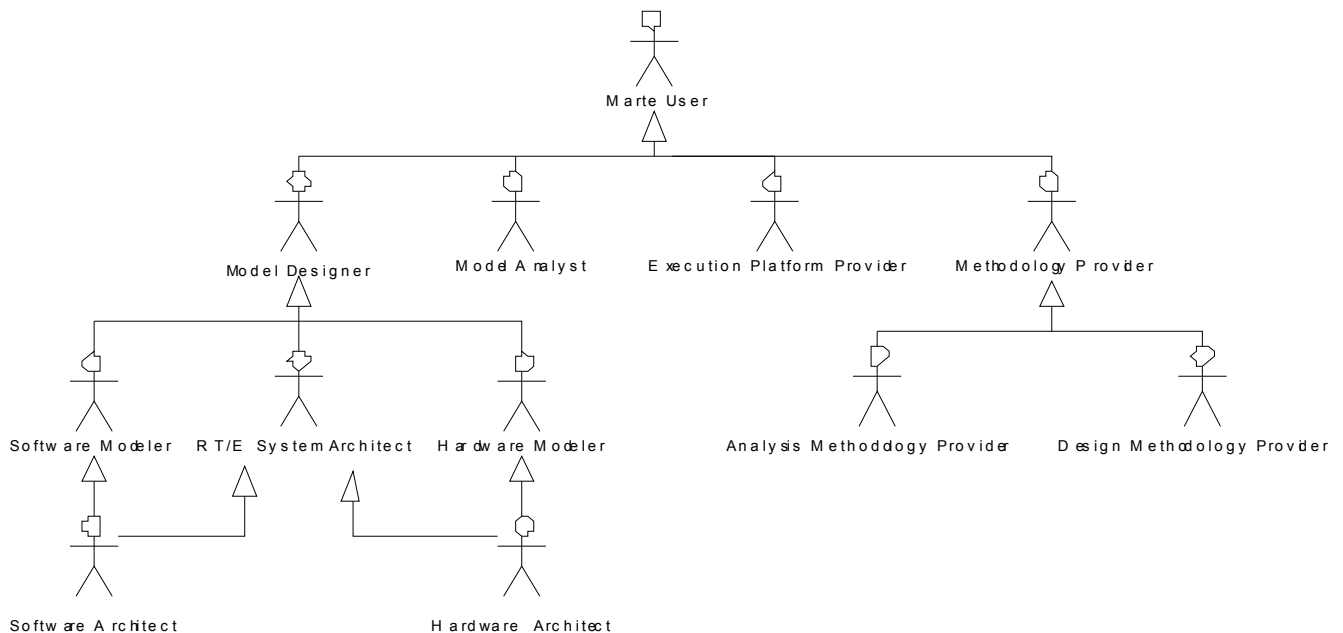 Marte User
Model Designer
Model Analyst
Execution Platform Provider
Methodology Provider
Software Modeler
RT/E System Architect
Hardware Modeler
Analysis Methodology Provider
Design Methodology Provider
Software Architect
Hardware Architect